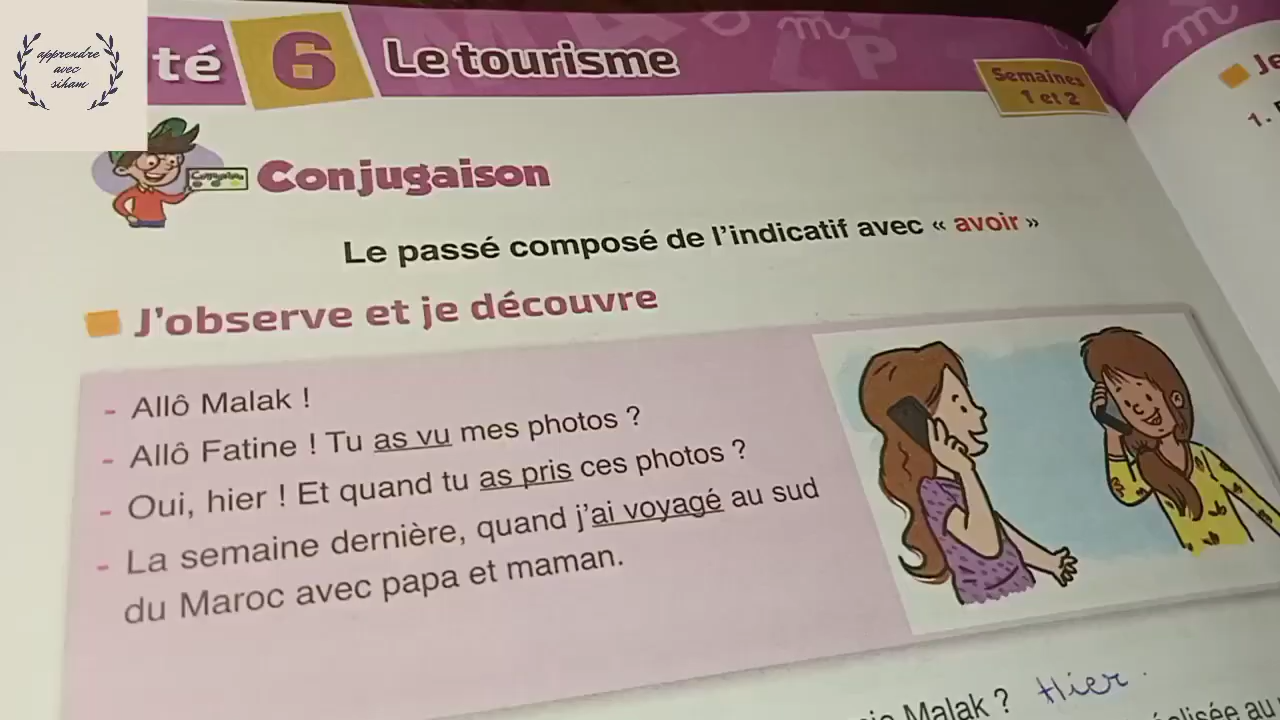 apprendre
avec
siham
té 6 Le tourisme
Semaines
1 et 2
Conjugaison
Le passé composé de l'indicatif avec « avoir »
J'observe et je découvre
- Allô Malak !
- Allô Fatine ! Tu as vu mes photos ?
- Oui, hier ! Et quand tu as pris ces photos ?
- La semaine dernière, quand j'ai voyagé au sud
du Maroc avec papa et maman.
Malak ? Hier.
au
Je
1.